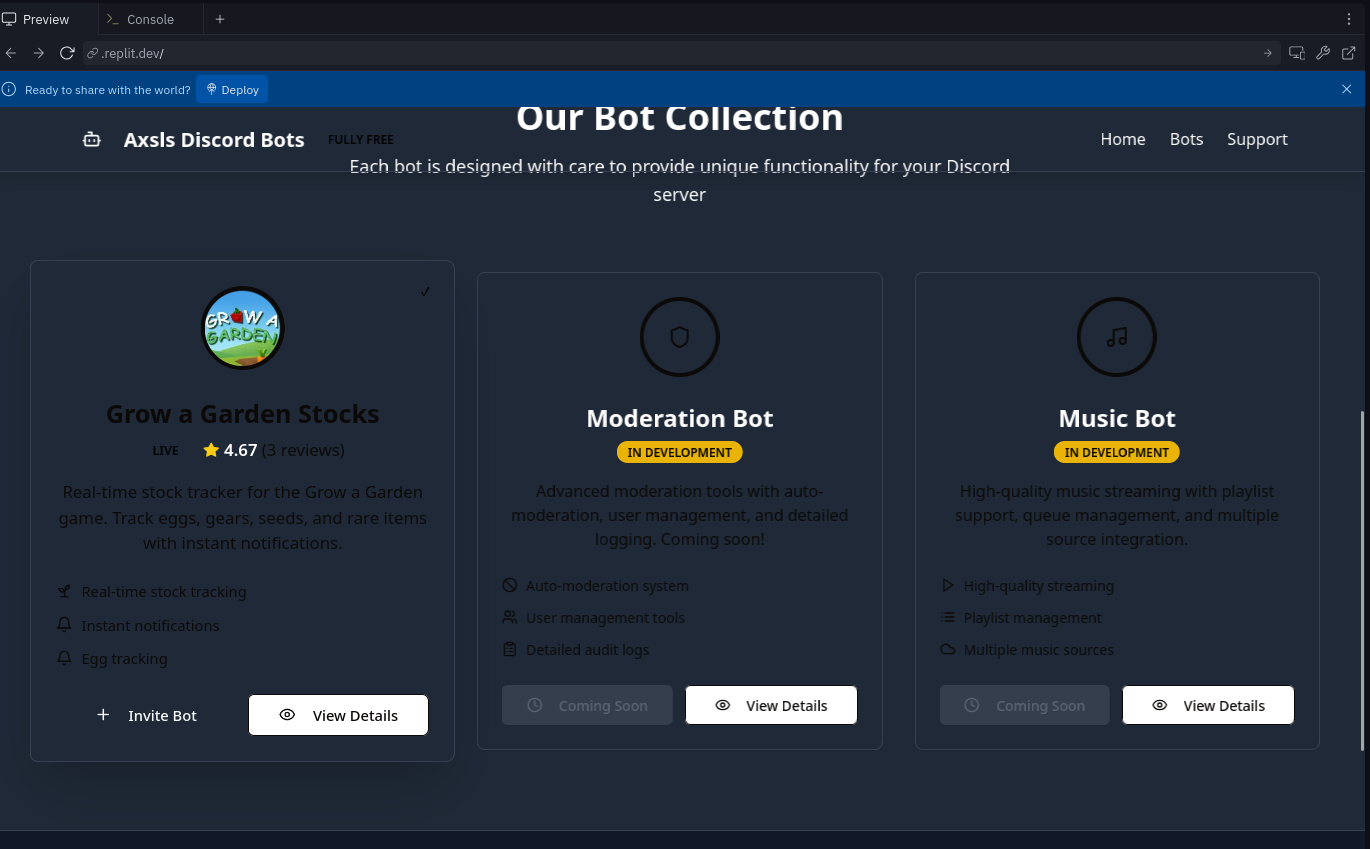 Preview
Console
.replit.dev/
Ready to share with the world?
Deploy
Our Bot Collection
Axsls Discord Bots
FULLY FREE
Home
Bots
Support
Each bot is designed with care to provide unique functionality for your Discord
server
GROW A
GARDEN
Grow a Garden Stocks
LIVE
4.67 (3 reviews)
Real-time stock tracker for the Grow a Garden
game. Track eggs, gears, seeds, and rare items
with instant notifications.
Real-time stock tracking
Instant notifications
Egg tracking
Invite Bot
View Details
Moderation Bot
IN DEVELOPMENT
Advanced moderation tools with auto-
moderation, user management, and detailed
logging. Coming soon!
Auto-moderation system
User management tools
Detailed audit logs
Coming Soon
View Details
Music Bot
IN DEVELOPMENT
High-quality music streaming with playlist
support, queue management, and multiple
source integration.
High-quality streaming
Playlist management
Multiple music sources
Coming Soon
View Details